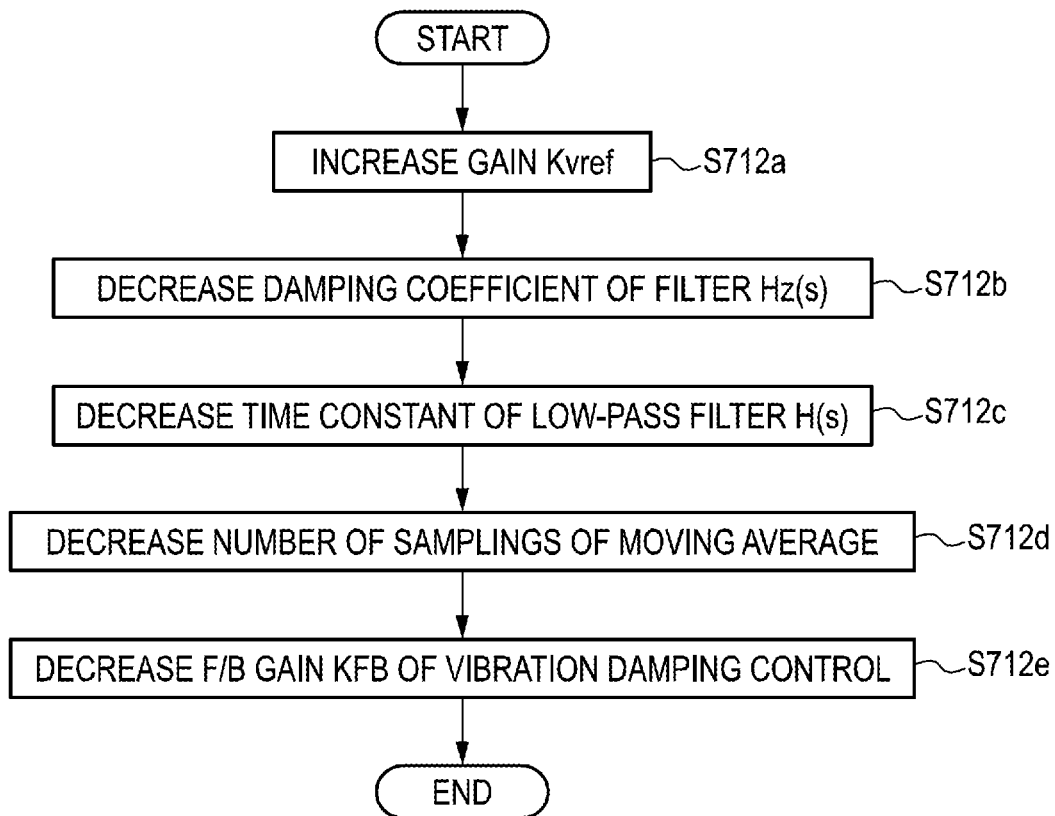 START
INCREASE GAIN Kvref
S712a
DECREASE DAMPING COEFFICIENT OF FILTER Hz(s)
S712b
DECREASE TIME CONSTANT OF LOW-PASS FILTER H(s)
S712c
DECREASE NUMBER OF SAMPLINGS OF MOVING AVERAGE
S712d
DECREASE F/B GAIN KFB OF VIBRATION DAMPING CONTROL
S712e
END